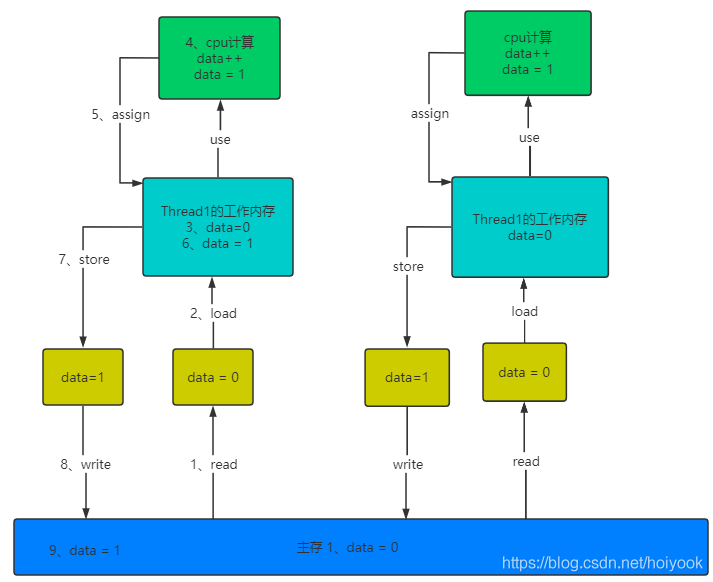 4、cpu计算
data++
data = 1
cpu计算
data++
data = 1
5、assign
use
assign
use
Thread1的工作内存
3、data=0
6、data = 1
Thread1的工作内存
data=0
7、store
2、load
store
load
data=1
data = 0
data=1
data = 0
8、write
1、read
write
read
9、data = 1
主存 1、data = 0
https://blog.csdn.net/hoiyook